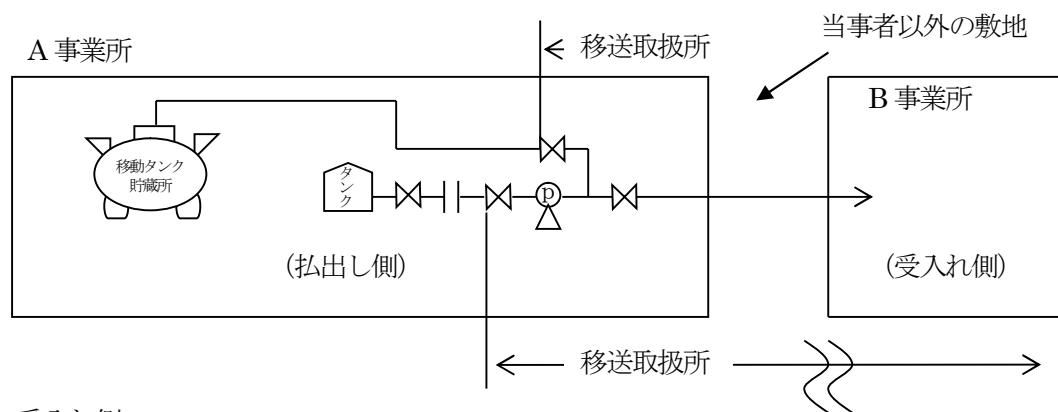 当事者以外の敷地
移送取扱所
A 事業所
B 事業所
移動タンク
貯蔵所
タンク
p
(払出し側)
(受入れ側)
移送取扱所